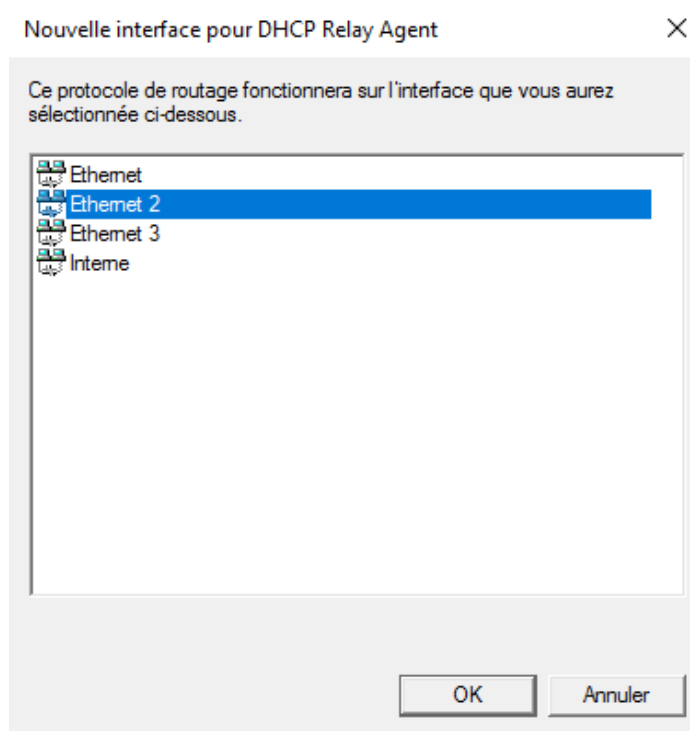 Nouvelle interface pour DHCP Relay Agent
Ce protocole de routage fonctionnera sur l'interface que vous aurez
sélectionnée ci-dessous.
Ethernet
Ethernet 2
Ethernet 3
Interne
OK
Annuler